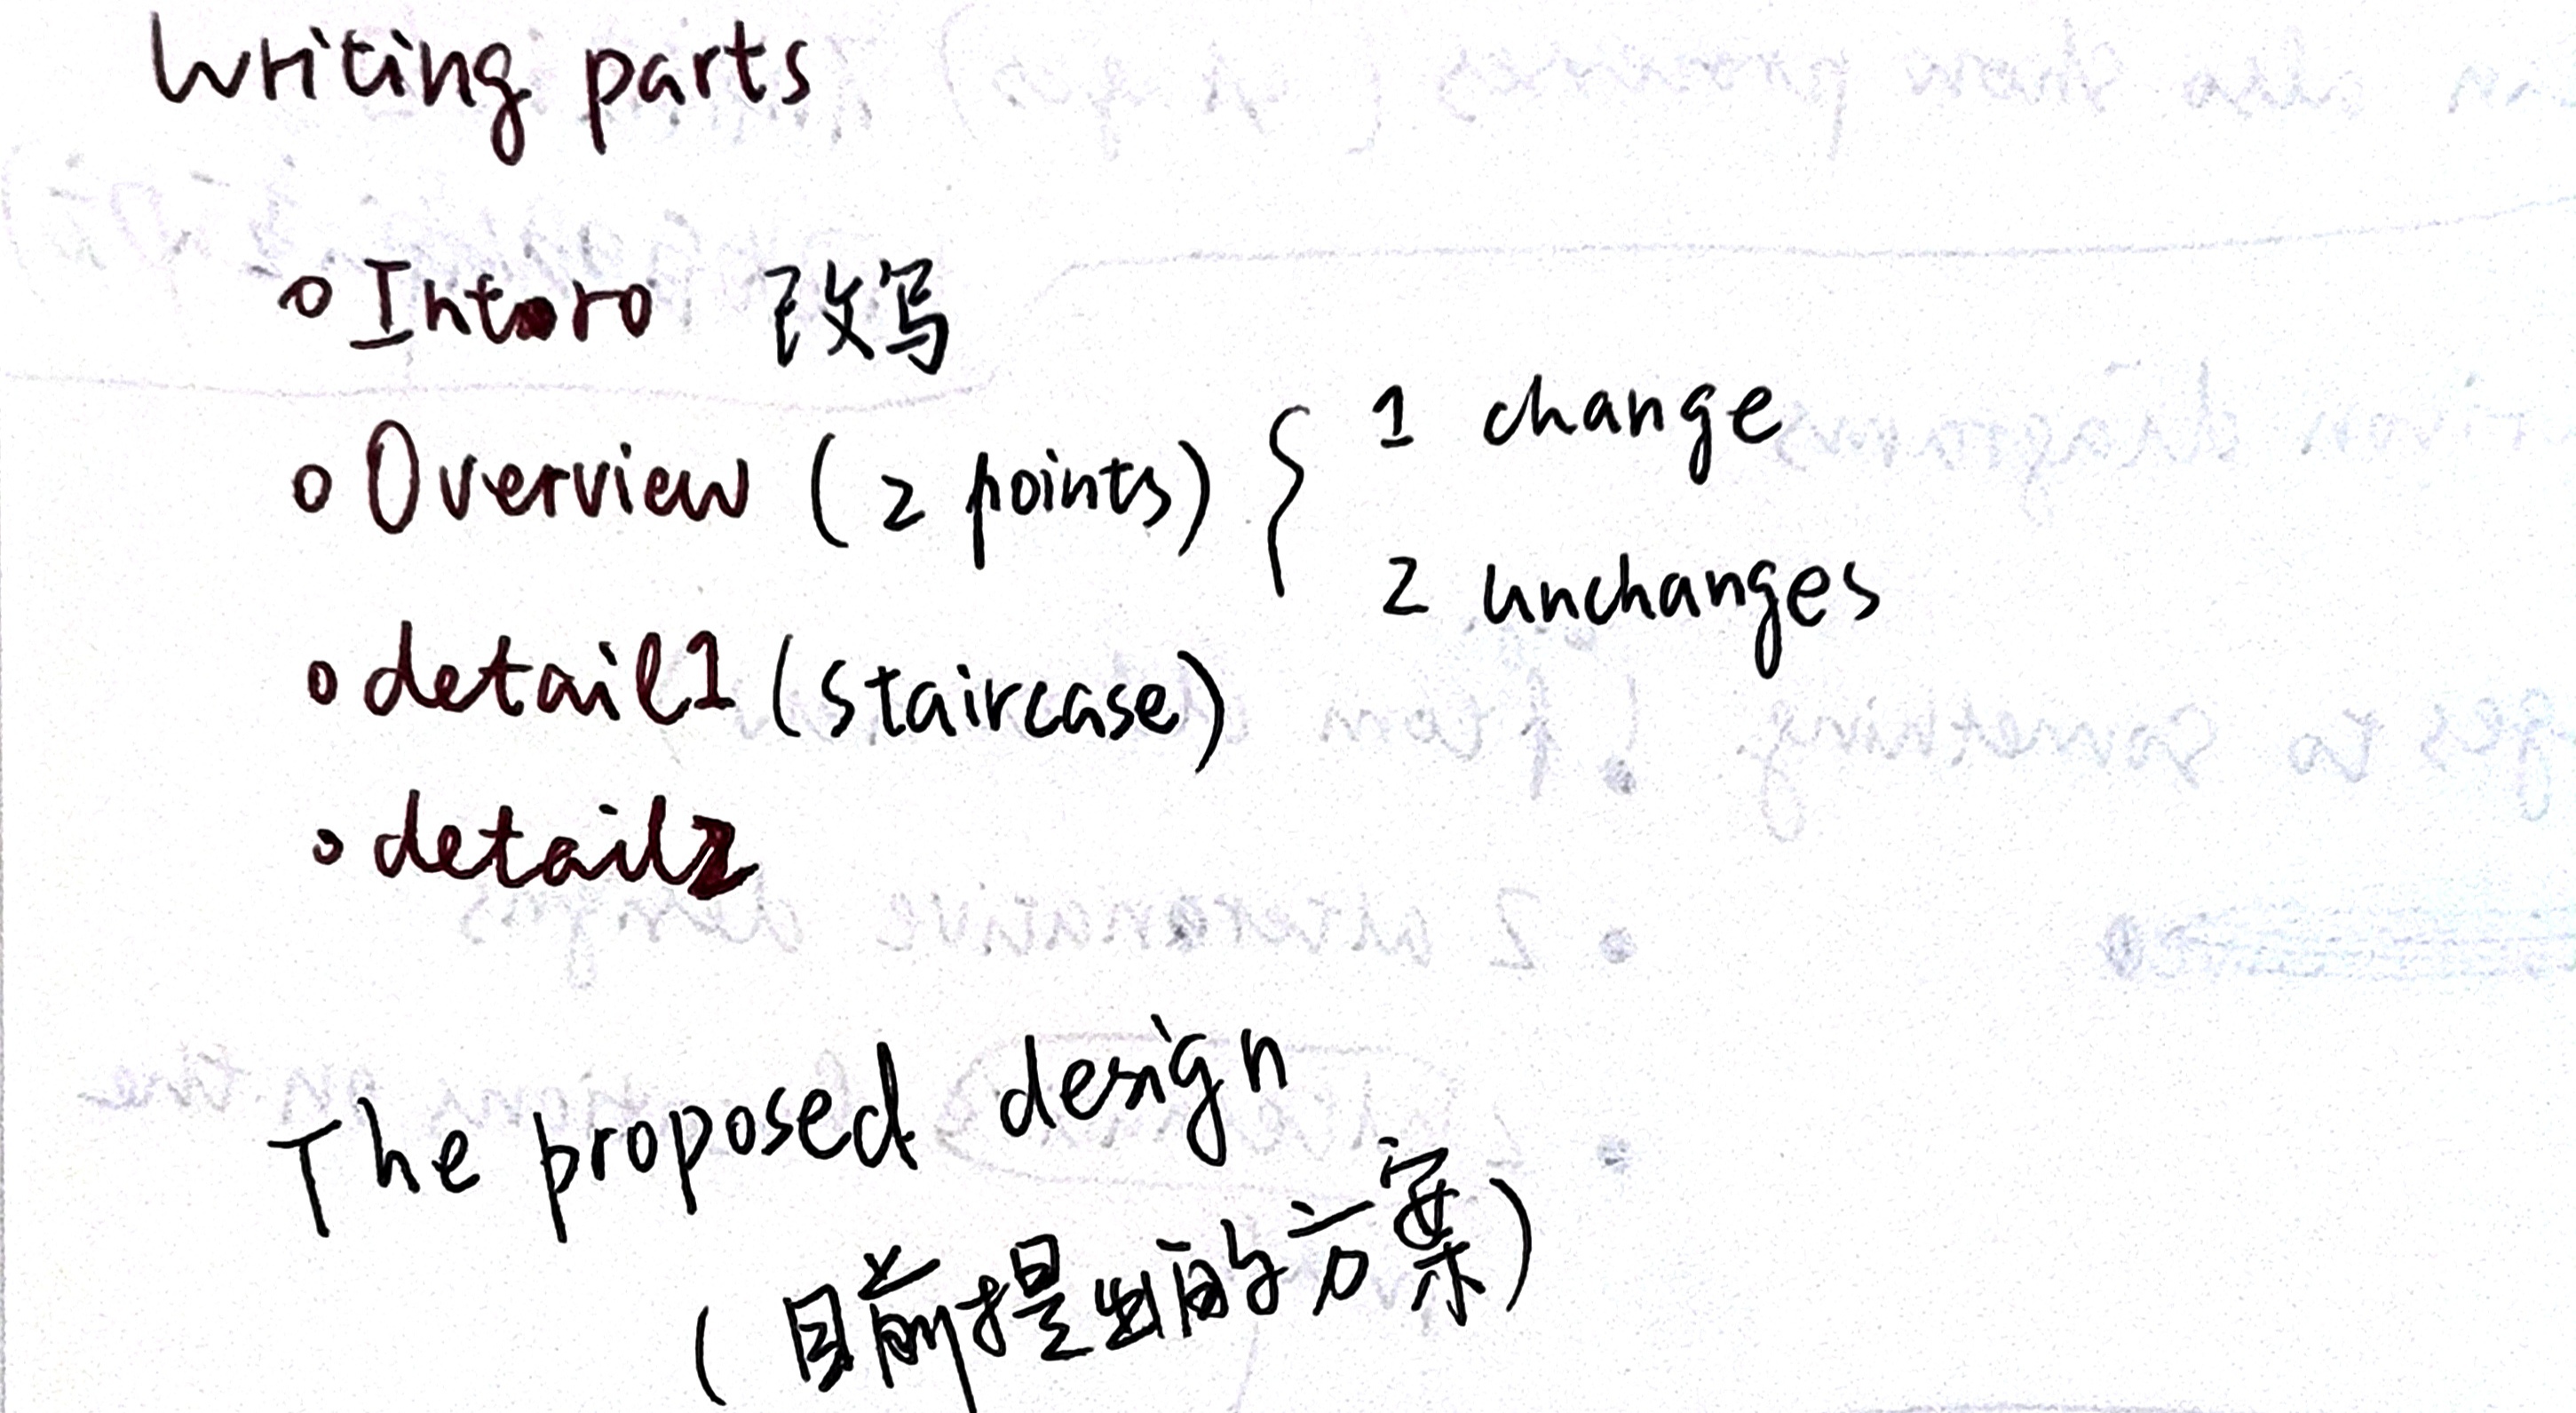 Writing parts
Intro 改写
Overview (2 points) { 1 change
2 unchanges
detail1 (staircase)
detail2
The proposed design
(目前提出的方案)